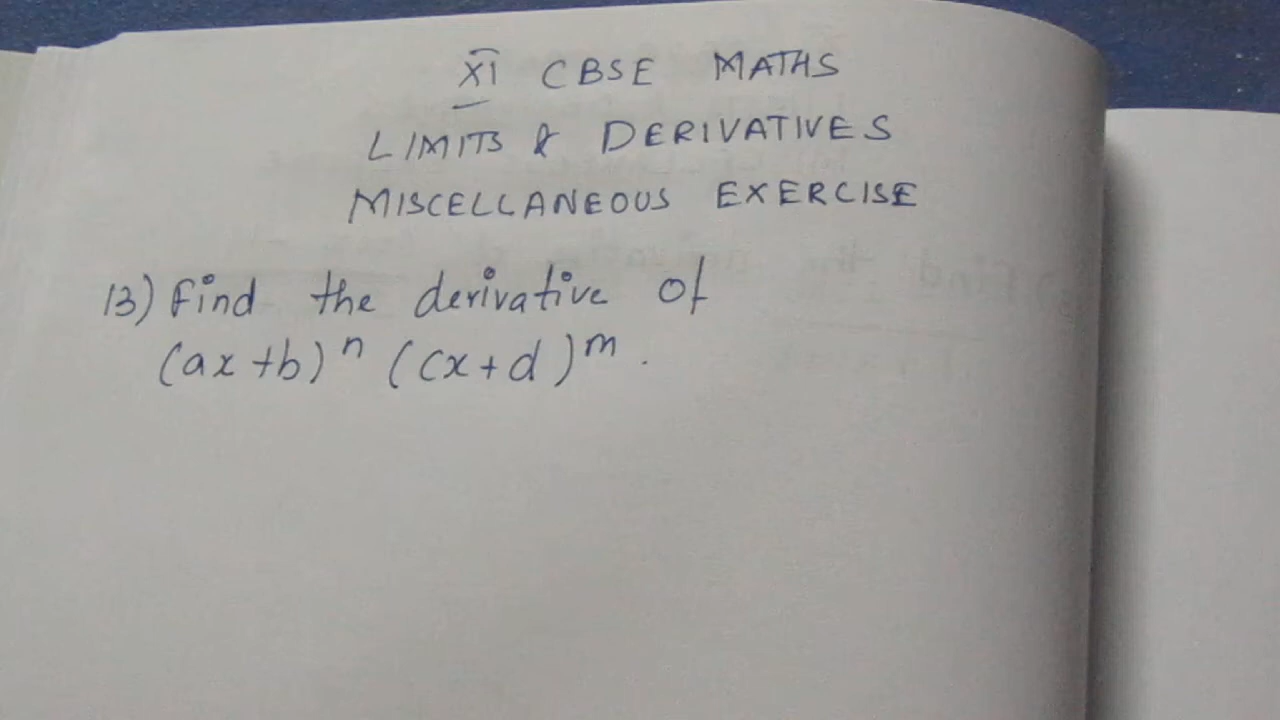 XI CBSE MATHS
LIMITS & DERIVATIVES
MISCELLANEOUS EXERCISE
13) Find the derivative of
(ax+b)ⁿ (cx+d)ᵐ.